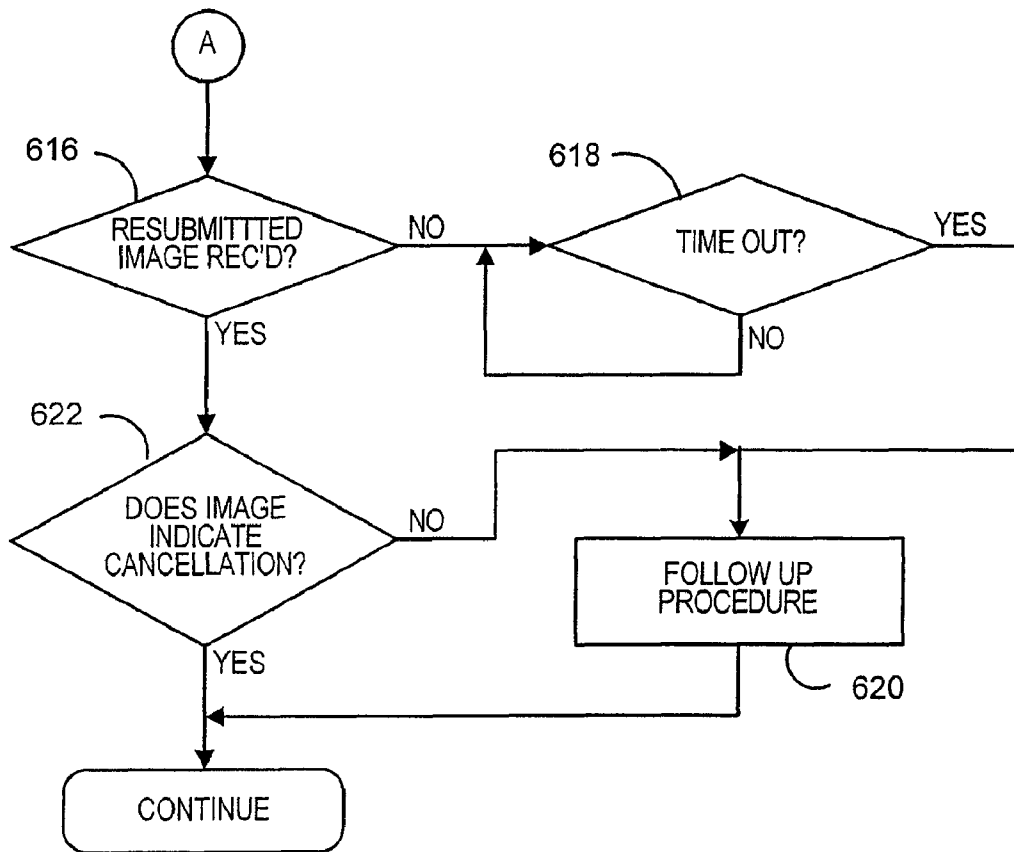 A
616
RESUBMITTTED
IMAGE REC'D?
NO
YES
618
TIME OUT?
YES
NO
622
DOES IMAGE
INDICATE
CANCELLATION?
NO
YES
FOLLOW UP
PROCEDURE
620
CONTINUE